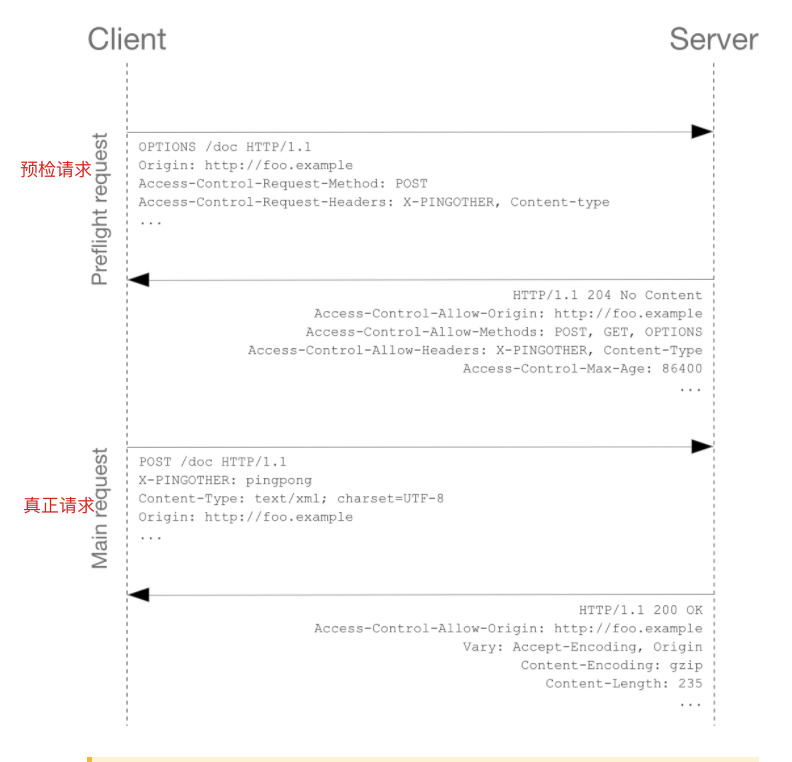 Client
Server
预检请求
Preflight request
OPTIONS /doc HTTP/1.1
Origin: http://foo.example
Access-Control-Request-Method: POST
Access-Control-Request-Headers: X-PINGOTHER, Content-type
...
HTTP/1.1 204 No Content
Access-Control-Allow-Origin: http://foo.example
Access-Control-Allow-Methods: POST, GET, OPTIONS
Access-Control-Allow-Headers: X-PINGOTHER, Content-Type
Access-Control-Max-Age: 86400
...
真正请求
Main request
POST /doc HTTP/1.1
X-PINGOTHER: pingpong
Content-Type: text/xml; charset=UTF-8
Origin: http://foo.example
...
HTTP/1.1 200 OK
Access-Control-Allow-Origin: http://foo.example
Vary: Accept-Encoding, Origin
Content-Encoding: gzip
Content-Length: 235
...